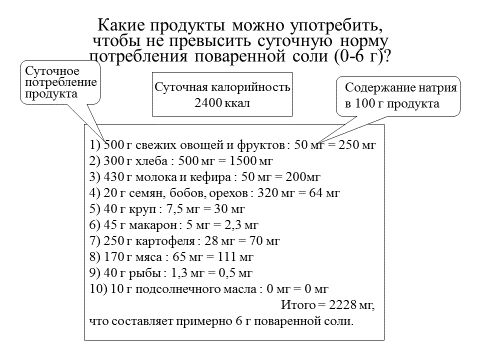 Какие продукты можно употребить,
чтобы не превысить суточную норму
потребления поваренной соли (0-6 г)?
Суточное
потребление
продукта
Суточная калорийность
2400 ккал
Содержание натрия
в 100 г продукта
1) 500 г свежих овощей и фруктов : 50 мг = 250 мг
2) 300 г хлеба : 500 мг = 1500 мг
3) 430 г молока и кефира : 50 мг = 200мг
4) 20 г семян, бобов, орехов : 320 мг = 64 мг
5) 40 г круп : 7,5 мг = 30 мг
6) 45 г макарон : 5 мг = 2,3 мг
7) 250 г картофеля : 28 мг = 70 мг
8) 170 г мяса : 65 мг = 111 мг
9) 40 г рыбы : 1,3 мг = 0,5 мг
10) 10 г подсолнечного масла : 0 мг = 0 мг
Итого = 2228 мг,
что составляет примерно 6 г поваренной соли.